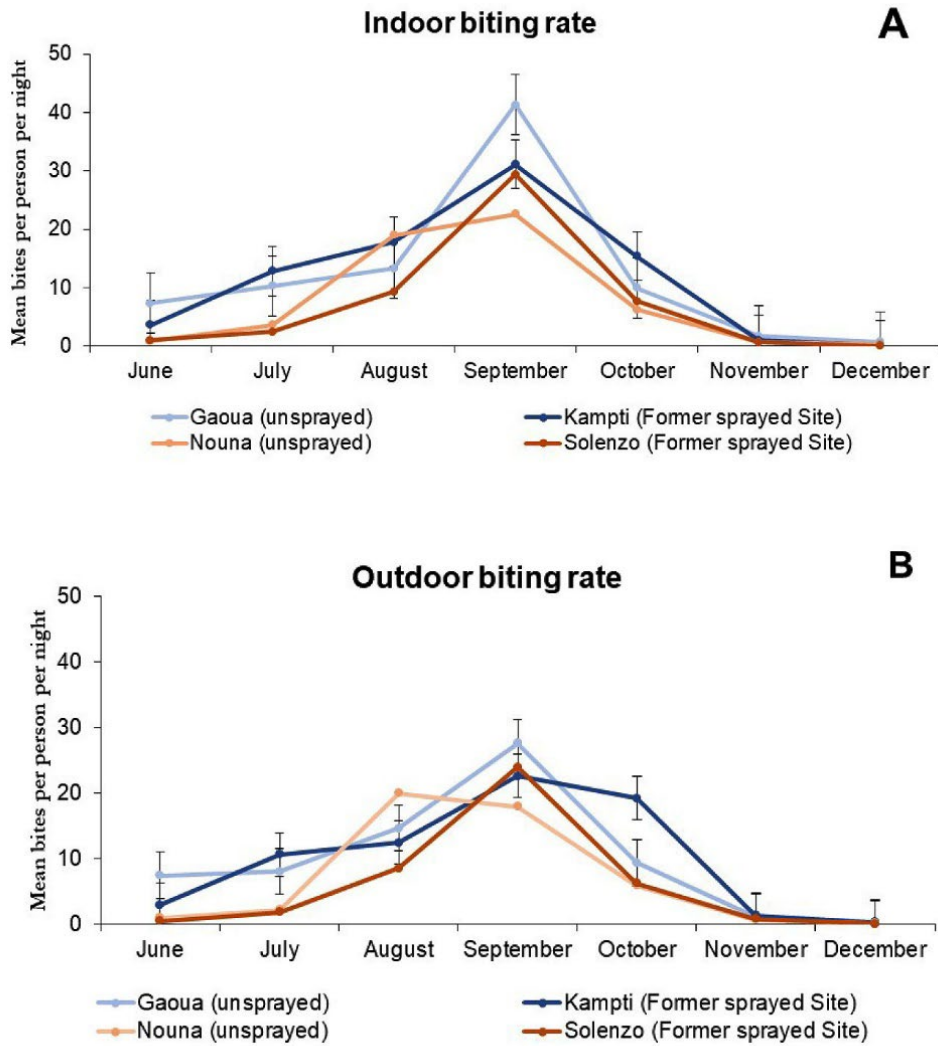 Indoor biting rate
A
Mean bites per person per night
50
40
30
20
10
0
June July August September October November December
Gaoua (unsprayed) Kampti (Former sprayed Site)
Nouna (unsprayed) Solenzo (Former sprayed Site)
Outdoor biting rate
B
Mean bites per person per night
50
40
30
20
10
0
June July August September October November December
Gaoua (unsprayed) Kampti (Former sprayed Site)
Nouna (unsprayed) Solenzo (Former sprayed Site)